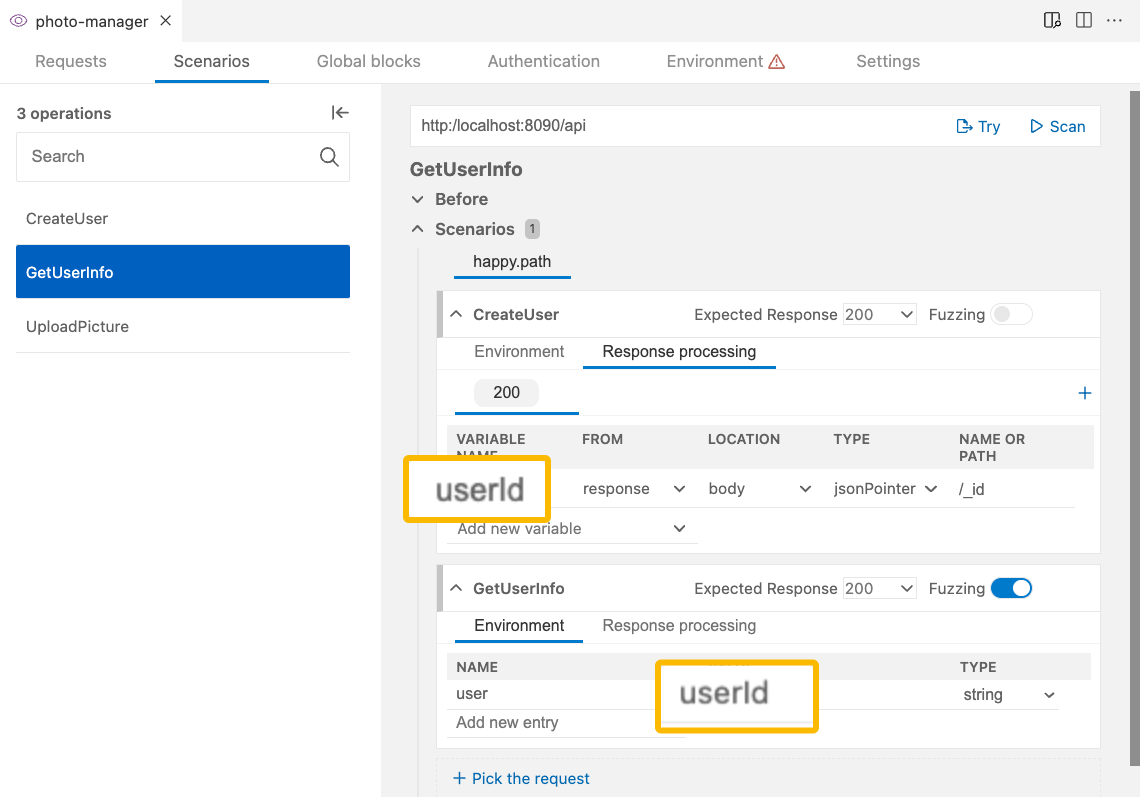 photo-manager
Requests Scenarios Global blocks Authentication Environment Settings
3 operations
Search
CreateUser
GetUserInfo
UploadPicture
http:/localhost:8090/api Try Scan
GetUserInfo
Before
Scenarios 1
happy.path
CreateUser Expected Response 200 Fuzzing
Environment Response processing
200
VARIABLE NAME FROM LOCATION TYPE NAME OR PATH
userId response body jsonPointer /_id
Add new variable
GetUserInfo Expected Response 200 Fuzzing
Environment Response processing
NAME TYPE
user userId string
Add new entry
Pick the request